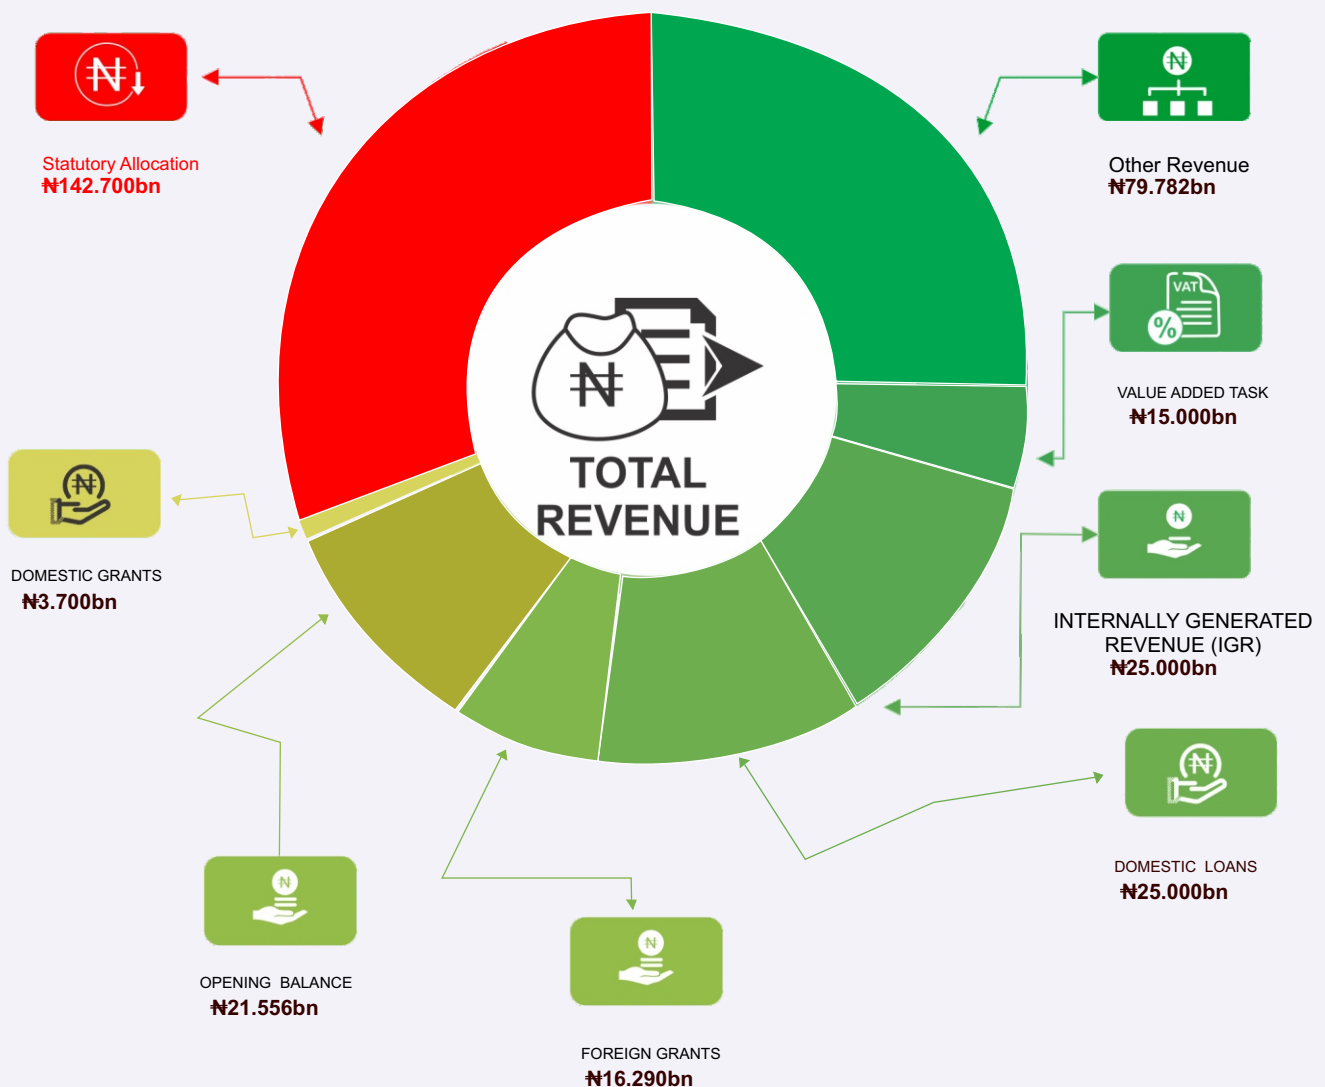 ₦
Statutory Allocation
₦142.700bn
₦
Other Revenue
₦79.782bn
VAT
%
VALUE ADDED TASK
₦15.000bn
₦
TOTAL
REVENUE
₦
DOMESTIC GRANTS
₦3.700bn
₦
INTERNALLY GENERATED
REVENUE (IGR)
₦25.000bn
₦
DOMESTIC LOANS
₦25.000bn
₦
OPENING BALANCE
₦21.556bn
₦
FOREIGN GRANTS
₦16.290bn